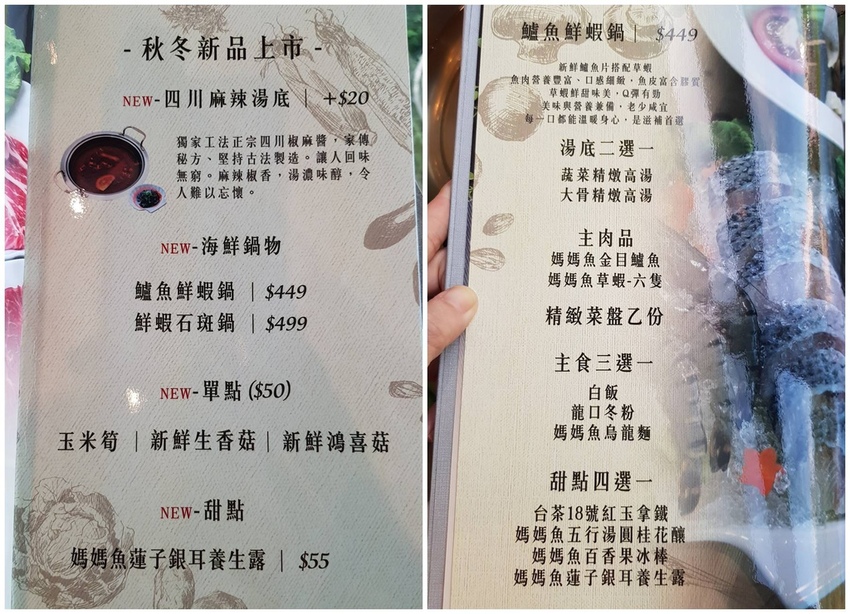 - 秋冬新品上市 -
NEW-四川麻辣湯底 | +$20
獨家工法正宗四川椒麻醬，家傳
秘方、堅持古法製造。讓人回味
無窮。麻辣椒香，湯濃味醇，令
人難以忘懷。
NEW-海鮮鍋物
鱸魚鮮蝦鍋 | $449
鮮蝦石斑鍋 | $499
NEW-單點 ($50)
玉米筍 | 新鮮生香菇 | 新鮮鴻喜菇
NEW-甜點
媽媽魚蓮子銀耳養生露 | $55
鱸魚鮮蝦鍋 | $449
新鮮鱸魚片搭配草蝦
魚肉營養豐富、口感細緻，魚皮富含膠質
草蝦鮮甜味美，Q彈有勁
美味與營養兼備，老少咸宜
每一口都能溫暖身心，是滋補首選
湯底二選一
蔬菜精燉高湯
大骨精燉高湯
主肉品
媽媽魚金目鱸魚
媽媽魚草蝦-六隻
精緻菜盤乙份
主食三選一
白飯
龍口冬粉
媽媽魚烏龍麵
甜點四選一
台茶18號紅玉拿鐵
媽媽魚五行湯圓桂花釀
媽媽魚百香果冰棒
媽媽魚蓮子銀耳養生露